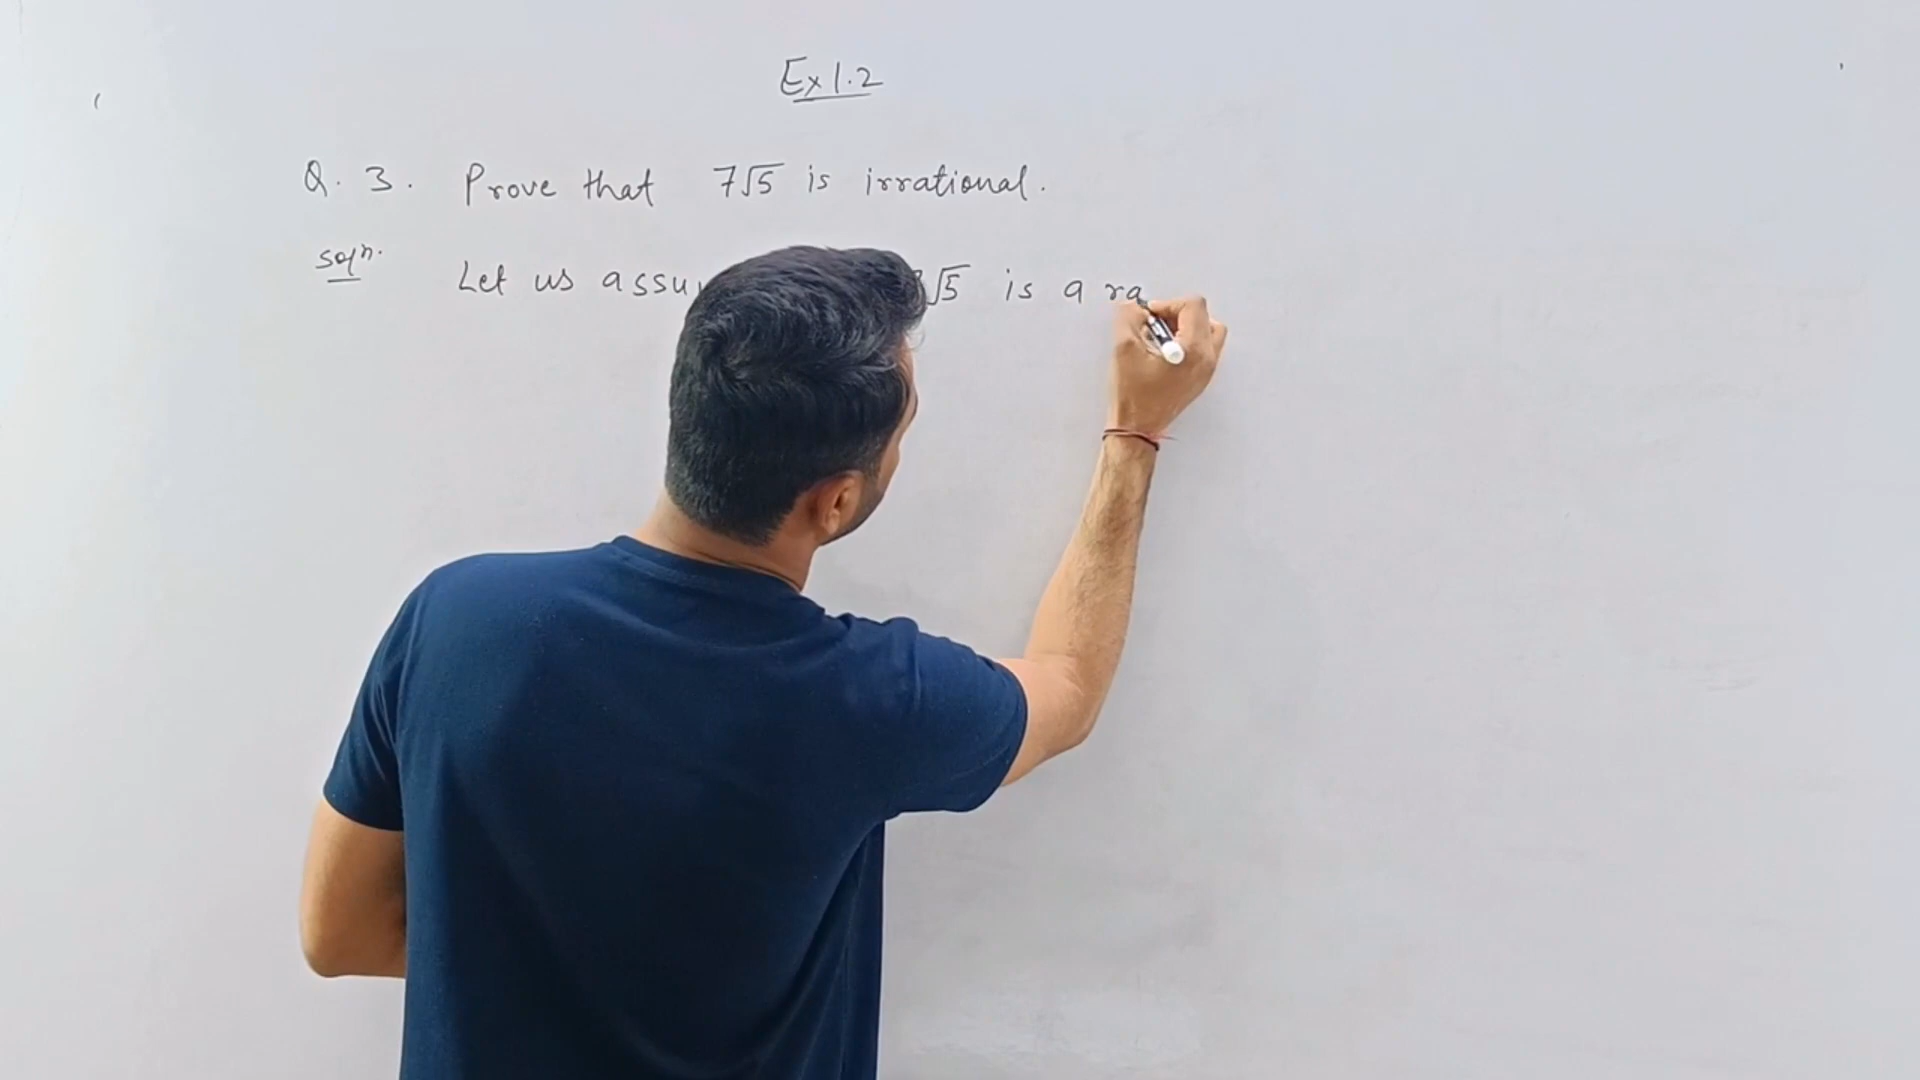 Ex 1.2
Q. 3. Prove that 7√5 is irrational.
Solⁿ.
Let us assu √5 is a ra